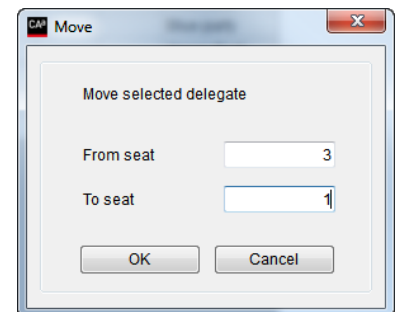 CAP Move
Move selected delegate
From seat 3
To seat 1
OK Cancel